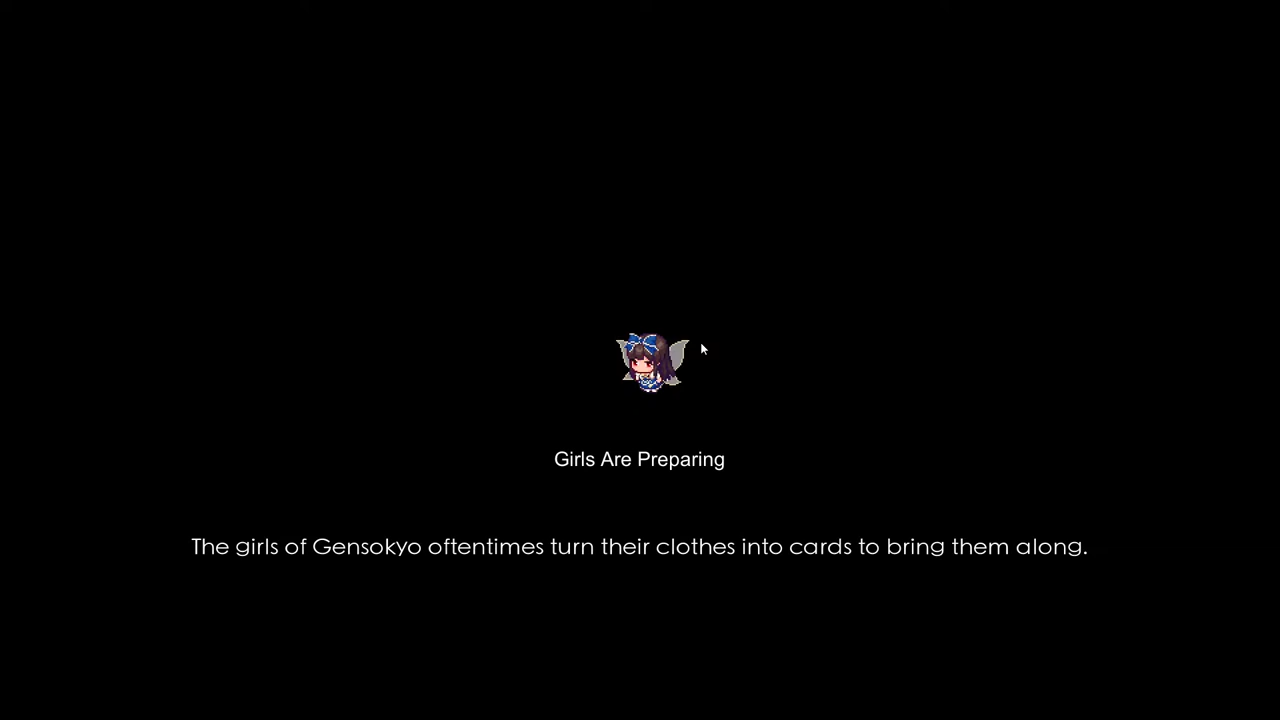 Girls Are Preparing
The girls of Gensokyo oftentimes turn their clothes into cards to bring them along.